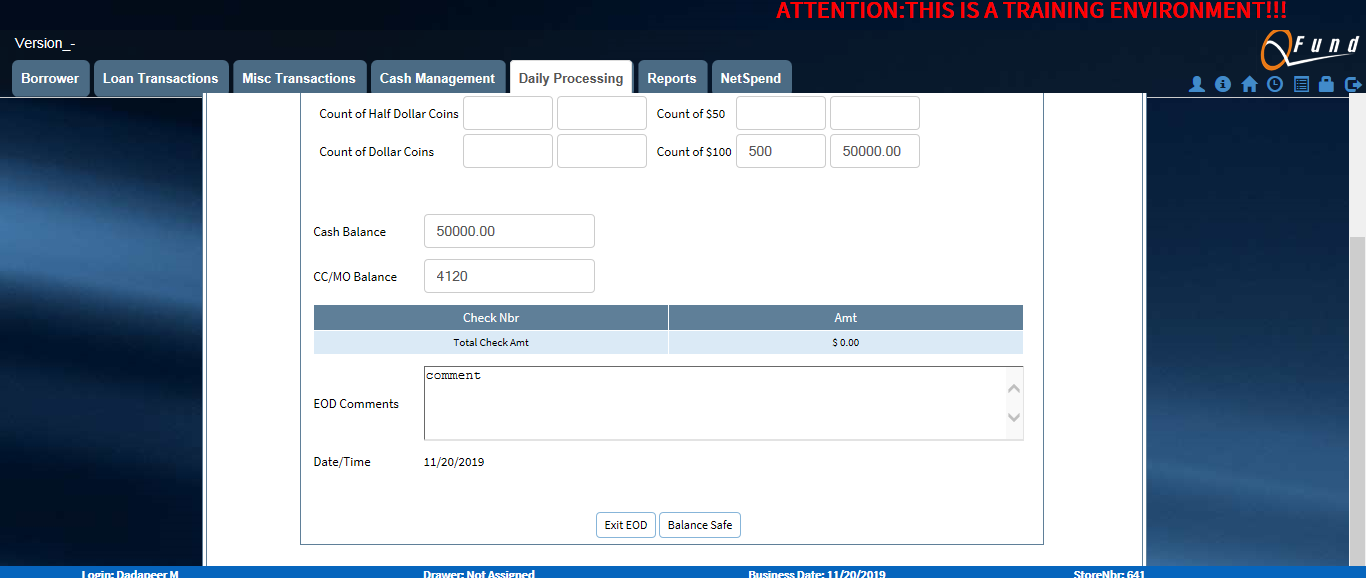 ATTENTION:THIS IS A TRAINING ENVIRONMENT!!!
Version_-
QFund
Borrower Loan Transactions Misc Transactions Cash Management Daily Processing Reports NetSpend
Count of Half Dollar Coins Count of $50
Count of Dollar Coins Count of $100 500 50000.00
Cash Balance 50000.00
CC/MO Balance 4120
Check Nbr Amt
Total Check Amt $ 0.00
comment
EOD Comments
Date/Time 11/20/2019
Exit EOD Balance Safe
Login: Dadapeer M Drawer: Not Assigned Business Date: 11/20/2019 StoreNbr: 641